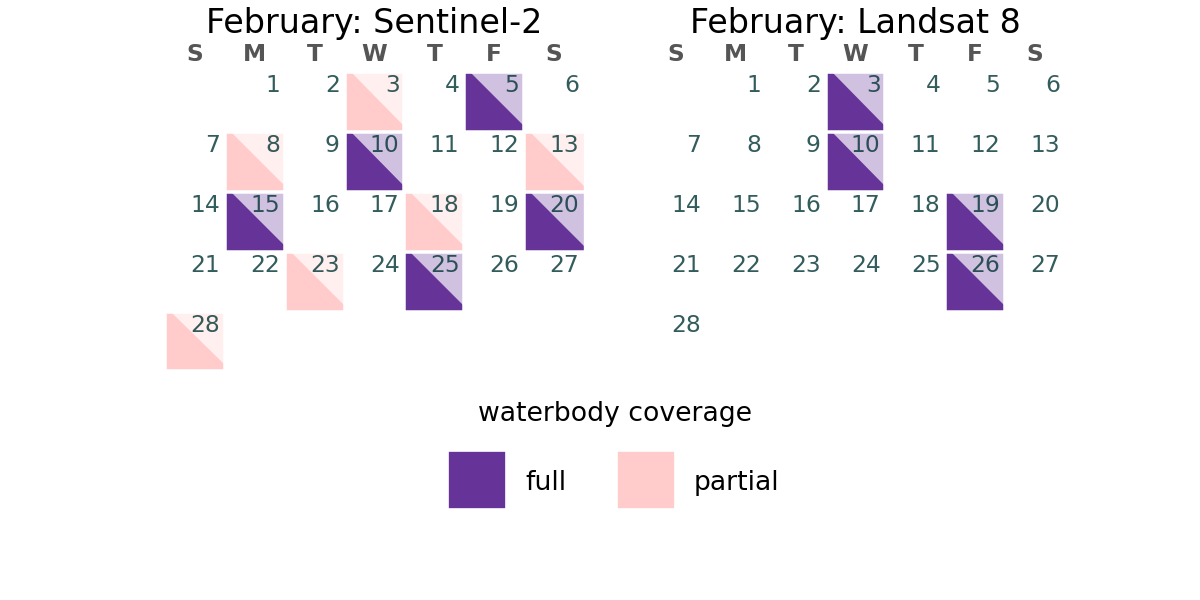 February: Sentinel-2
S M T W T F S
1 2 3 4 5 6
7 8 9 10 11 12 13
14 15 16 17 18 19 20
21 22 23 24 25 26 27
28
February: Landsat 8
S M T W T F S
1 2 3 4 5 6
7 8 9 10 11 12 13
14 15 16 17 18 19 20
21 22 23 24 25 26 27
28
waterbody coverage
full
partial